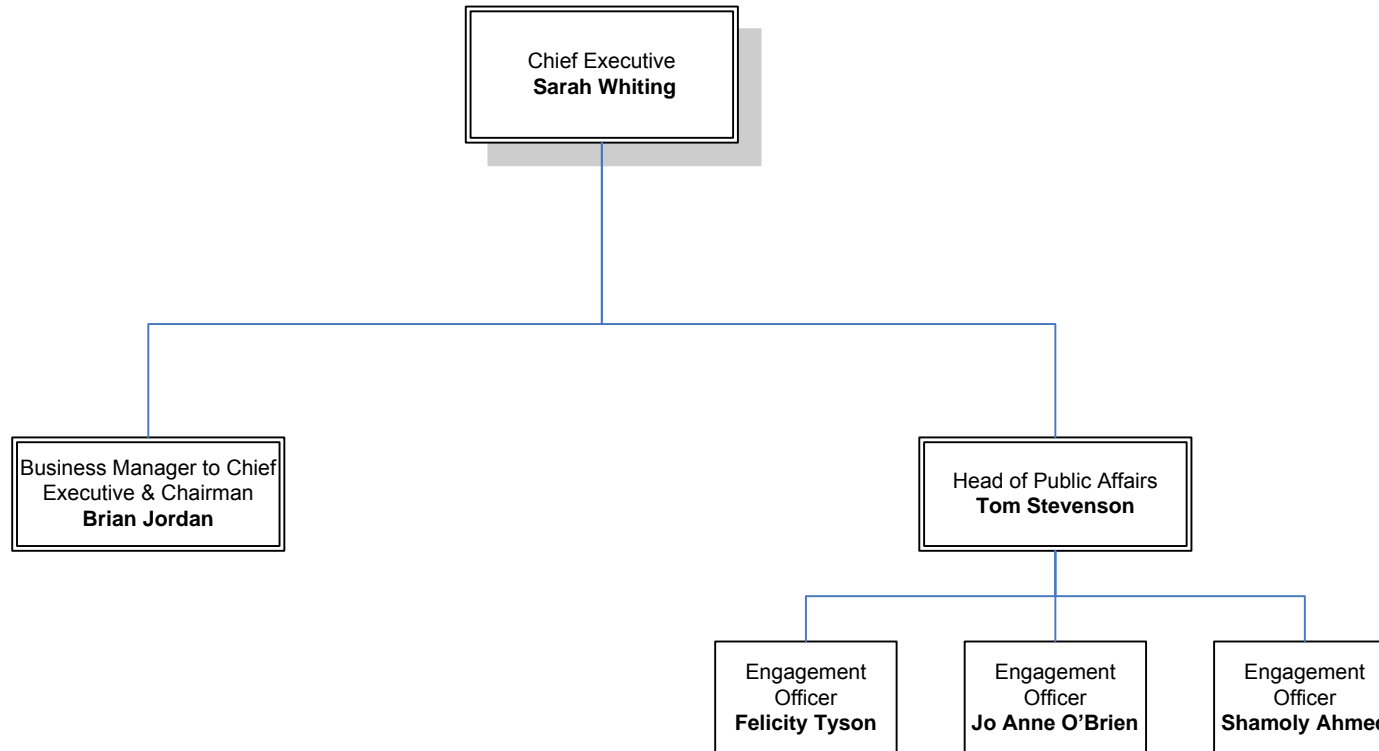 Chief Executive
Sarah Whiting
Business Manager to Chief
Executive & Chairman
Brian Jordan
Head of Public Affairs
Tom Stevenson
Engagement
Officer
Felicity Tyson
Engagement
Officer
Jo Anne O’Brien
Engagement
Officer
Shamoly Ahmed